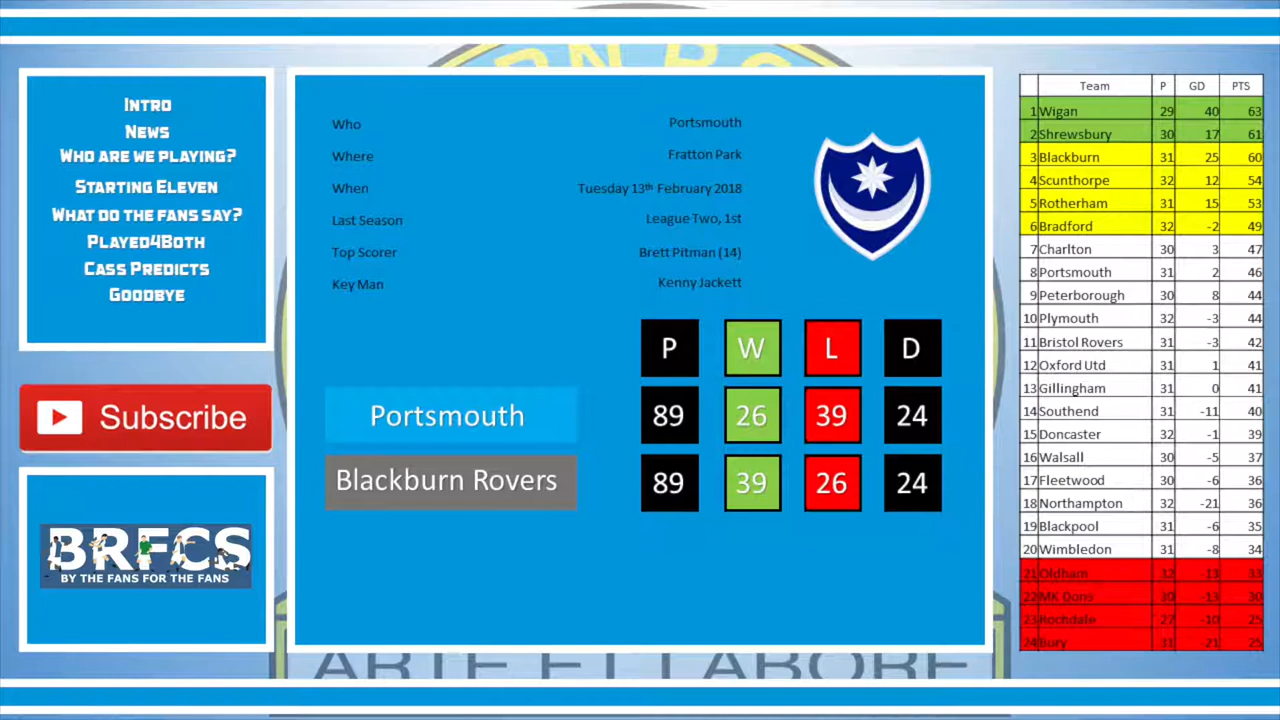 INTRO
NEWS
WHO ARE WE PLAYING?
STARTING ELEVEN
WHAT DO THE FANS SAY?
PLAYED4BOTH
CASS PREDICTS
GOODBYE
Subscribe
BRFCS
BY THE FANS FOR THE FANS
Who Portsmouth
Where Fratton Park
When Tuesday 13th February 2018
Last Season League Two, 1st
Top Scorer Brett Pitman (14)
Key Man Kenny Jackett
P W L D
Portsmouth 89 26 39 24
Blackburn Rovers 89 39 26 24
Team P GD PTS
1 Wigan 29 40 63
2 Shrewsbury 30 17 61
3 Blackburn 31 25 60
4 Scunthorpe 32 12 54
5 Rotherham 31 15 53
6 Bradford 32 -2 49
7 Charlton 30 3 47
8 Portsmouth 31 2 46
9 Peterborough 30 8 44
10 Plymouth 32 -3 44
11 Bristol Rovers 31 -3 42
12 Oxford Utd 31 1 41
13 Gillingham 31 0 41
14 Southend 31 -11 40
15 Doncaster 32 -1 39
16 Walsall 30 -5 37
17 Fleetwood 30 -6 36
18 Northampton 32 -21 36
19 Blackpool 31 -6 35
20 Wimbledon 31 -8 34
21 Oldham 32 -13 33
22 MK Dons 30 -13 30
23 Rochdale 27 -10 25
24 Bury 31 -21 25
ARTE ET LABORE